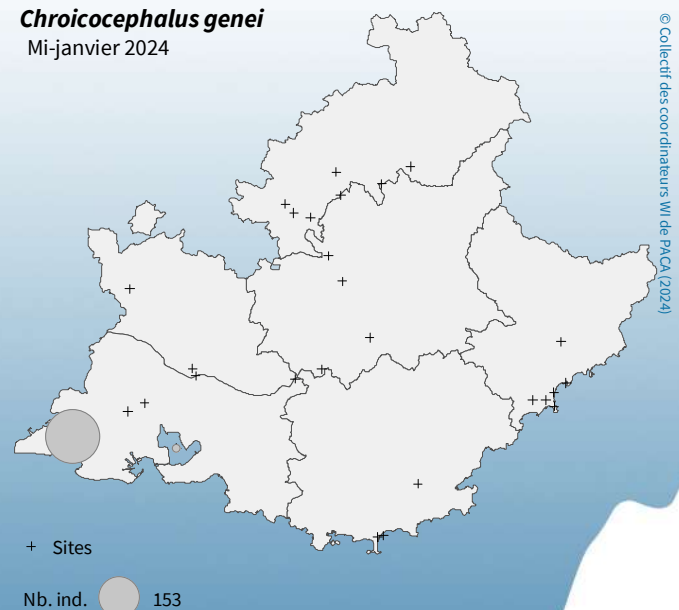 Chroicocephalus genei
Mi-janvier 2024
© Collectif des coordinateurs WI de PACA (2024)
+ Sites
Nb. ind. 153